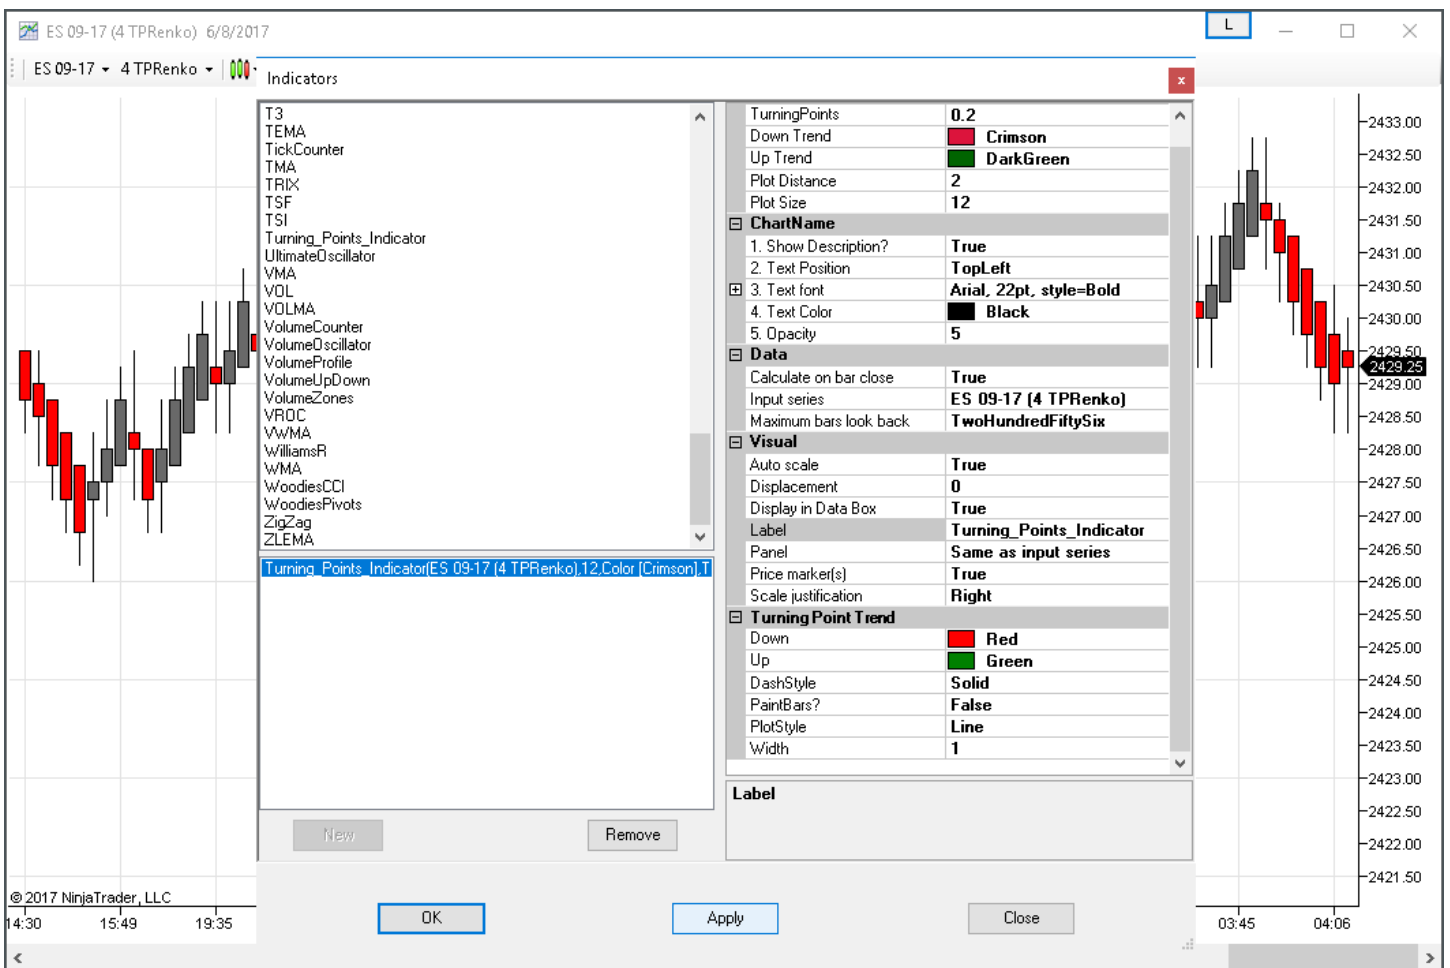 ES 09-17 (4 TPRenko)  6/8/2017
L
ES 09-17
4 TPRenko
Indicators
x
T3
TEMA
TickCounter
TMA
TRIX
TSF
TSI
Turning_Points_Indicator
UltimateOscillator
VMA
VOL
VOLMA
VolumeCounter
VolumeOscillator
VolumeProfile
VolumeUpDown
VolumeZones
VROC
VWMA
WilliamsR
WMA
WoodiesCCI
WoodiesPivots
ZigZag
ZLEMA
Turning_Points_Indicator(ES 09-17 (4 TPRenko),12,Color [Crimson],T
New
Remove
TurningPoints 0.2
Down Trend Crimson
Up Trend DarkGreen
Plot Distance 2
Plot Size 12
ChartName
1. Show Description? True
2. Text Position TopLeft
3. Text font Arial, 22pt, style=Bold
4. Text Color Black
5. Opacity 5
Data
Calculate on bar close True
Input series ES 09-17 (4 TPRenko)
Maximum bars look back TwoHundredFiftySix
Visual
Auto scale True
Displacement 0
Display in Data Box True
Label Turning_Points_Indicator
Panel Same as input series
Price marker(s) True
Scale justification Right
Turning Point Trend
Down Red
Up Green
DashStyle Solid
PaintBars? False
PlotStyle Line
Width 1
Label
OK
Apply
Close
2433.00
2432.50
2432.00
2431.50
2431.00
2430.50
2430.00
2429.50
2429.25
2429.00
2428.50
2428.00
2427.50
2427.00
2426.50
2426.00
2425.50
2425.00
2424.50
2424.00
2423.50
2423.00
2422.50
2422.00
2421.50
© 2017 NinjaTrader, LLC
14:30
15:49
19:35
03:45
04:06